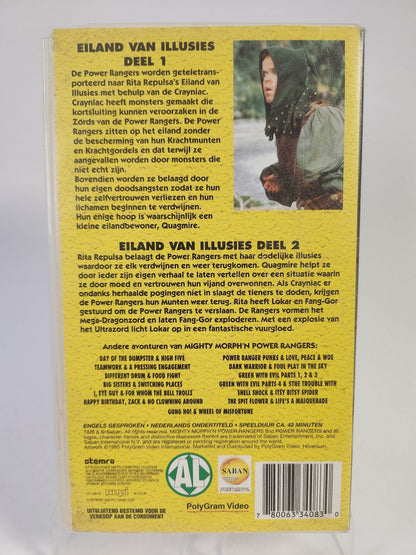 EILAND VAN ILLUSIES
DEEL 1
De Power Rangers worden geteletrans-
porteerd naar Rita Repulsa's Eiland van
Illusies met behulp van de Crayniac.
Crayniac heeft monsters gemaakt die
kortsluiting kunnen veroorzaken in de
Zords van de Power Rangers. De Power
Rangers zitten op het eiland zonder
de bescherming van hun Krachtmunten
en Krachtgordels en dat terwijl ze
aangevallen worden door monsters die
niet echt zijn.
Bovendien worden ze belaagd door
hun eigen doodsangsten zodat ze hun
hele zelfvertrouwen verliezen en hun
lichamen beginnen te verdwijnen.
Hun enige hoop is waarschijnlijk een
kleine eilandbewoner, Quagmire.
EILAND VAN ILLUSIES DEEL 2
Rita Repulsa belaagt de Power Rangers met haar dodelijke illusies
waardoor ze elk verdwijnen en weer terugkomen. Quagmire helpt ze
door ieder zijn eigen verhaal te laten vertellen over een situatie waarin
ze door moed en vertrouwen hun vijand overwonnen. Als Crayniac er
ondanks herhaalde pogingen niet in slaagt de tieners te doden, krijgen
de Power Rangers hun Munten weer terug. Rita heeft Lokar en Fang-Gor
gestuurd om de Power Rangers te verslaan. De Rangers vormen het
Mega-Dragonzord en laten Fang-Gor exploderen. Met een explosie van
het Ultrazord licht Lokar op in een fantastische vuurgloed.
Andere avonturen van MIGHTY MORPH'N POWER RANGERS:
DAY OF THE DUMPSTER & HIGH FIVE
TEAMWORK & A PRESSING ENGAGEMENT
DIFFERENT DRUM & FOOD FIGHT
BIG SISTERS & SWITCHING PLACES
I, EYE GUY & FOR WHOM THE BELL TROLLS
HAPPY BIRTHDAY, ZACK & NO CLOWNING AROUND
POWER RANGER PUNKS & LOVE, PEACE & WOE
DARK WARRIOR & FOUL PLAY IN THE SKY
GREEN WITH EVIL PARTS 1, 2 & 3
GREEN WITH EVIL PARTS 4 & 5THE TROUBLE WITH
SHELL SHOCK & ITSY BITSY SPIDER
THE SPIT FLOWER & LIFE'S A MASQUERADE
GUNG HO! & WHEEL OF MISFORTUNE
ENGELS GESPROKEN • NEDERLANDS ONDERTITELD • SPEELDUUR CA. 42 MINUTEN
stemra
AL
SABAN
PolyGram Video
UITSLUITEND BESTEMD VOOR DE
VERKOOP AAN DE CONSUMENT
7 80063 34083 0